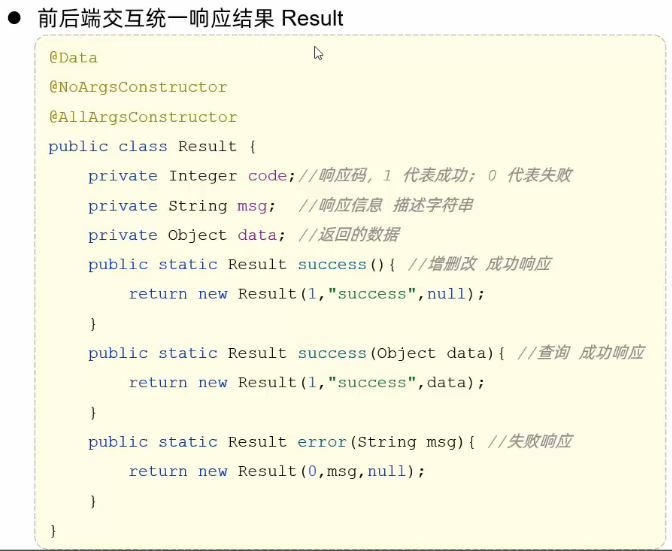 ● 前后端交互统一响应结果 Result
@Data
@NoArgsConstructor
@AllArgsConstructor
public class Result {
    private Integer code;//响应码, 1 代表成功; 0 代表失败
    private String msg;  //响应信息 描述字符串
    private Object data; //返回的数据
    public static Result success(){ //增删改 成功响应
        return new Result(1,"success",null);
    }
    public static Result success(Object data){ //查询 成功响应
        return new Result(1,"success",data);
    }
    public static Result error(String msg){ //失败响应
        return new Result(0,msg,null);
    }
}